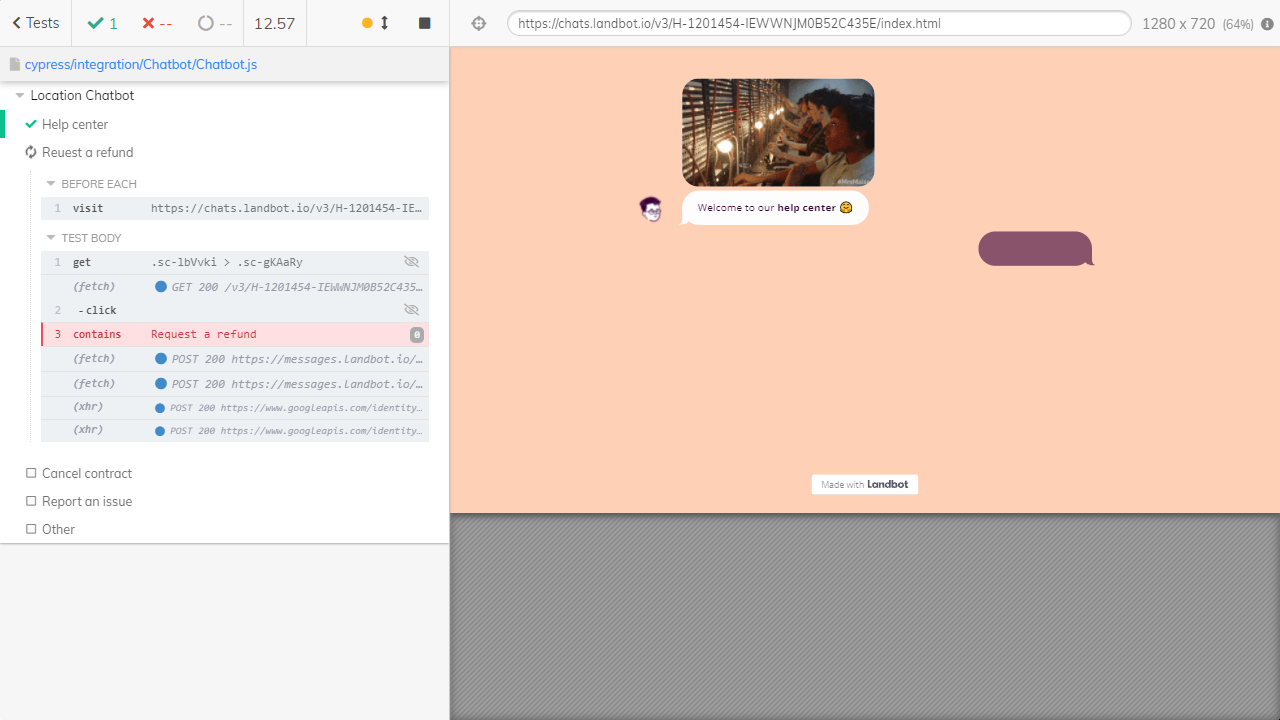 Tests
1
--
--
12.57
https://chats.landbot.io/v3/H-1201454-IEWWNJM0B52C435E/index.html
1280 x 720 (64%)
cypress/integration/Chatbot/Chatbot.js
Location Chatbot
Help center
Reuest a refund
BEFORE EACH
1 visit https://chats.landbot.io/v3/H-1201454-IE…
TEST BODY
1 get .sc-lbVvki > .sc-gKAaRy
(fetch) GET 200 /v3/H-1201454-IEWWNJM0B52C435…
2 -click
3 contains Request a refund 0
(fetch) POST 200 https://messages.landbot.io/…
(fetch) POST 200 https://messages.landbot.io/…
(xhr) POST 200 https://www.googleapis.com/identity…
(xhr) POST 200 https://www.googleapis.com/identity…
Cancel contract
Report an issue
Other
Welcome to our help center 🤗
Made with Landbot